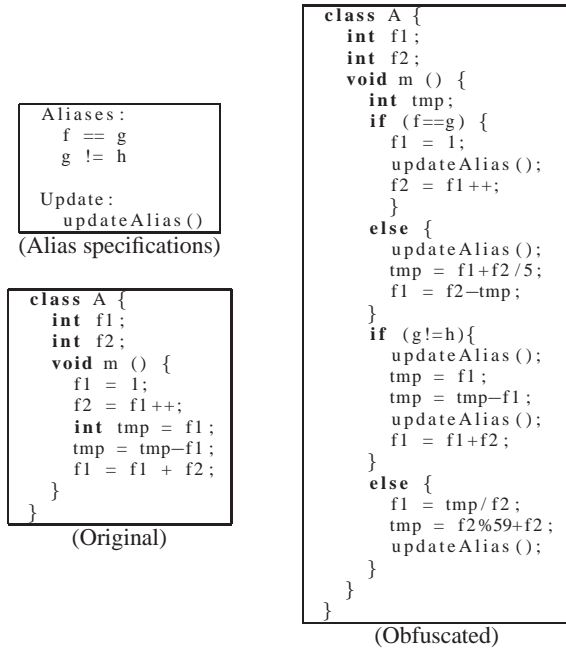 Aliases:
f == g
g != h
Update:
updateAlias()
(Alias specifications)
class A {
int f1;
int f2;
void m () {
f1 = 1;
f2 = f1++;
int tmp = f1;
tmp = tmp−f1;
f1 = f1 + f2;
}
}
(Original)
class A {
int f1;
int f2;
void m () {
int tmp;
if (f==g) {
f1 = 1;
updateAlias();
f2 = f1++;
}
else {
updateAlias();
tmp = f1+f2/5;
f1 = f2−tmp;
}
if (g!=h){
updateAlias();
tmp = f1;
tmp = tmp−f1;
updateAlias();
f1 = f1+f2;
}
else {
f1 = tmp/f2;
tmp = f2%59+f2;
updateAlias();
}
}
}
(Obfuscated)